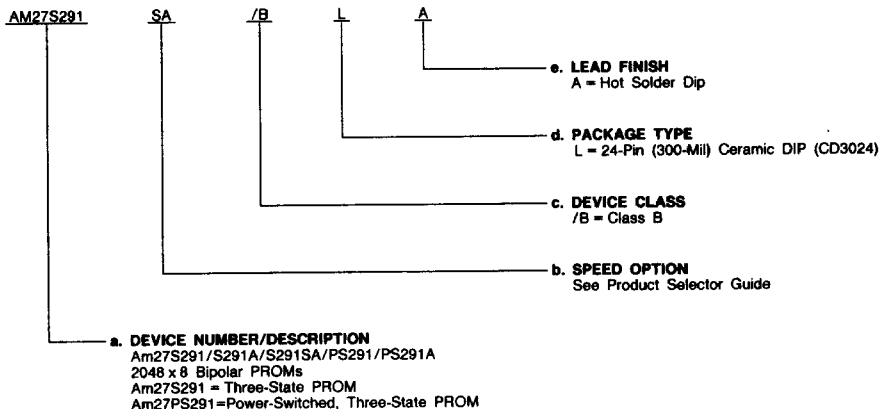 AM27S291 SA /B L A
e. LEAD FINISH
A = Hot Solder Dip
d. PACKAGE TYPE
L = 24-Pin (300-Mil) Ceramic DIP (CD3024)
c. DEVICE CLASS
/B = Class B
b. SPEED OPTION
See Product Selector Guide
a. DEVICE NUMBER/DESCRIPTION
Am27S291/S291A/S291SA/PS291/PS291A
2048 x 8 Bipolar PROMs
Am27S291 = Three-State PROM
Am27PS291=Power-Switched, Three-State PROM